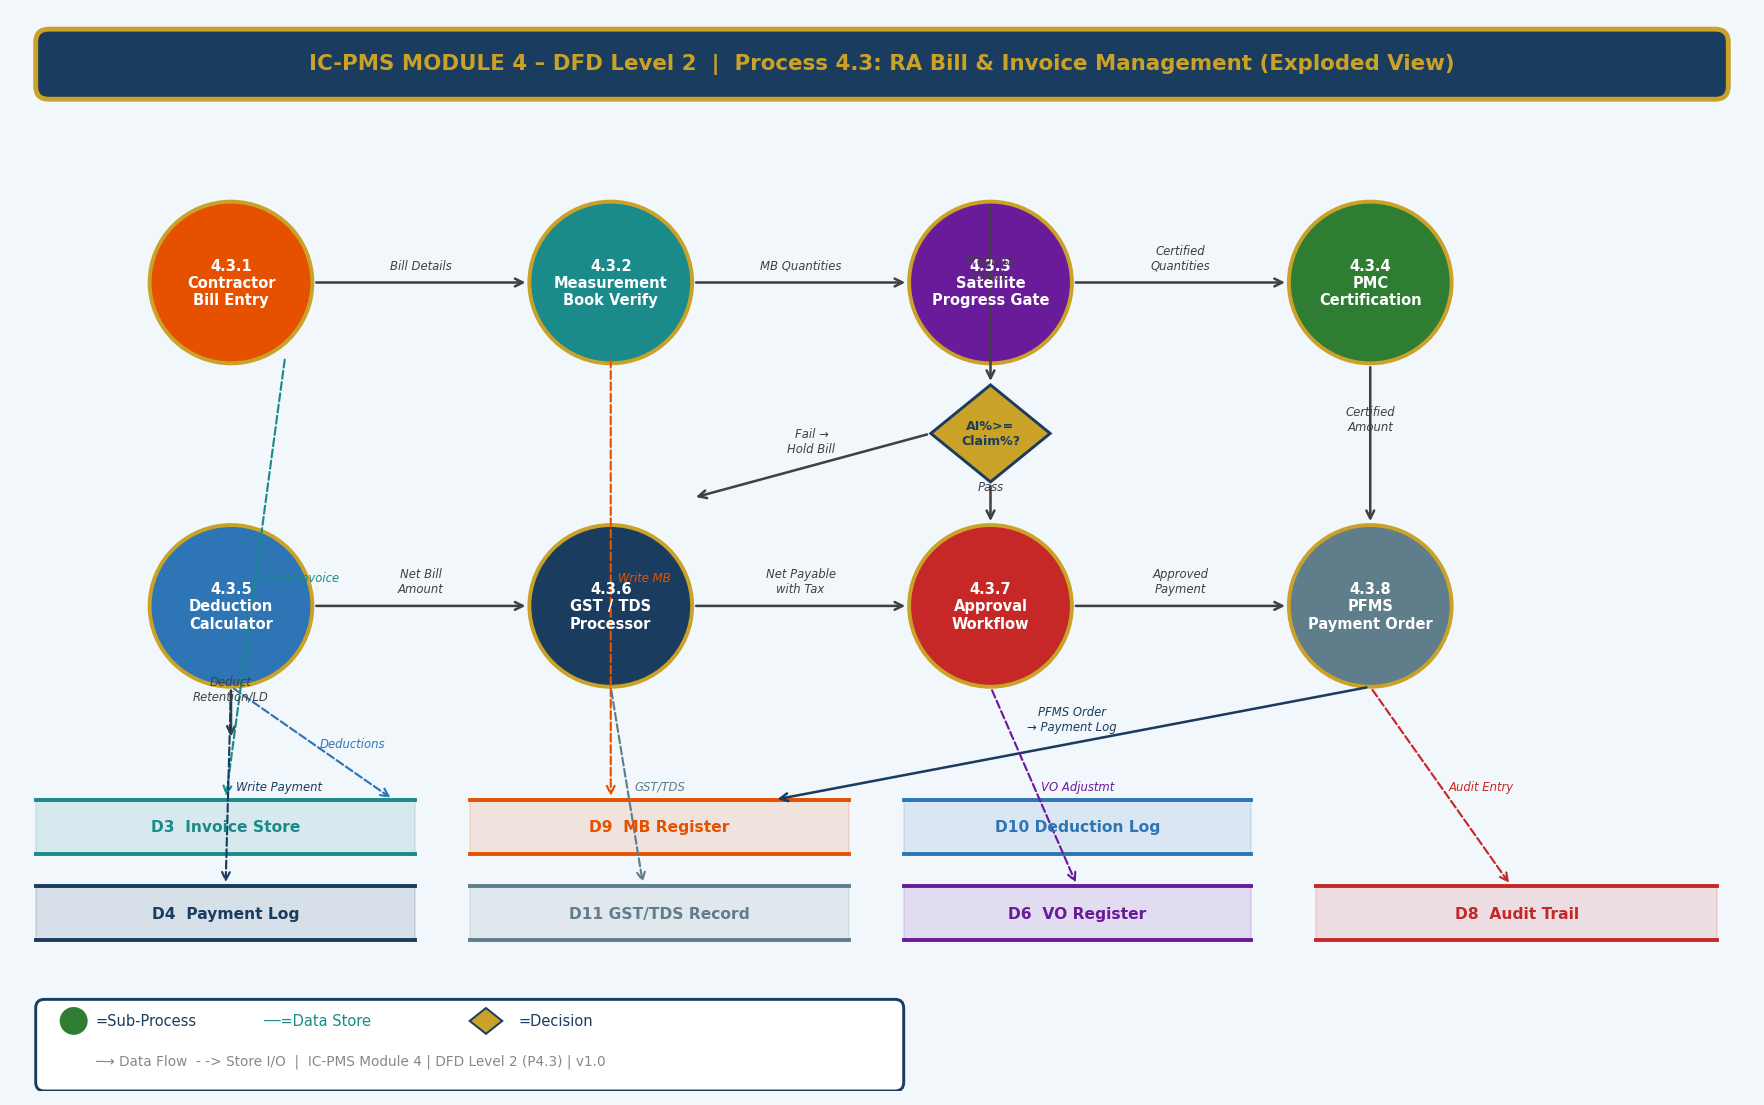 IC-PMS MODULE 4 – DFD Level 2  |  Process 4.3: RA Bill & Invoice Management (Exploded View)
4.3.1
Contractor
Bill Entry
Bill Details
4.3.2
Measurement
Book Verify
MB Quantities
4.3.3
Satellite
Progress Gate
Certified
Quantities
4.3.4
PMC
Certification
AI%>=
Claim%?
Fail →
Hold Bill
Pass
Certified
Amount
4.3.5
Deduction
Calculator
Invoice
Net Bill
Amount
4.3.6
GST / TDS
Processor
Write MB
Net Payable
with Tax
4.3.7
Approval
Workflow
Approved
Payment
4.3.8
PFMS
Payment Order
Deduct
Retention/LD
Deductions
PFMS Order
→ Payment Log
Write Payment
GST/TDS
VO Adjustmt
Audit Entry
D3  Invoice Store
D9  MB Register
D10 Deduction Log
D4  Payment Log
D11 GST/TDS Record
D6  VO Register
D8  Audit Trail
=Sub-Process
──=Data Store
=Decision
─→ Data Flow  - -> Store I/O  |  IC-PMS Module 4 | DFD Level 2 (P4.3) | v1.0